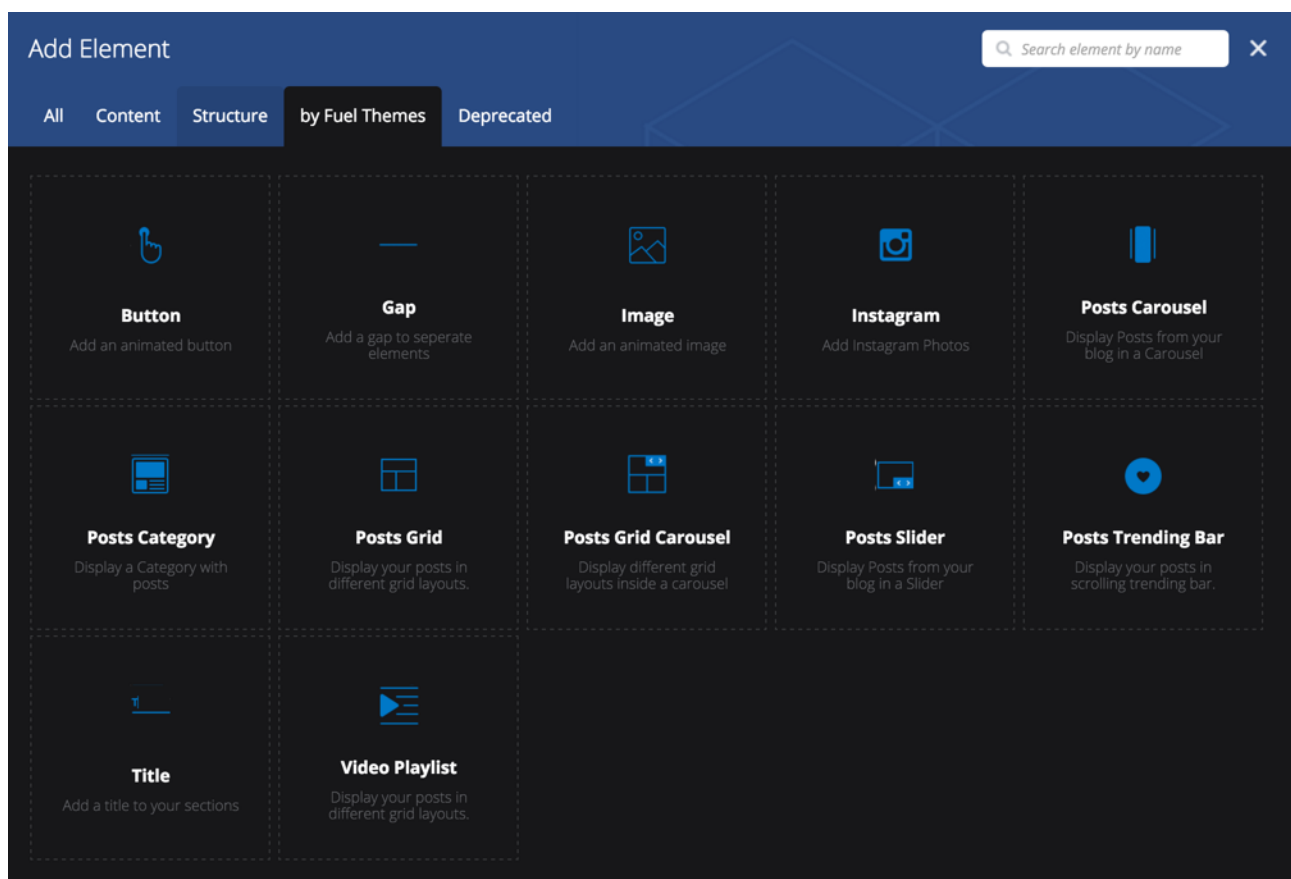 Add Element
Search element by name
All Content Structure by Fuel Themes Deprecated
Button
Add an animated button
Gap
Add a gap to seperate
elements
Image
Add an animated image
Instagram
Add Instagram Photos
Posts Carousel
Display Posts from your
blog in a Carousel
Posts Category
Display a Category with
posts
Posts Grid
Display your posts in
different grid layouts.
Posts Grid Carousel
Display different grid
layouts inside a carousel
Posts Slider
Display Posts from your
blog in a Slider
Posts Trending Bar
Display your posts in
scrolling trending bar.
Title
Add a title to your sections
Video Playlist
Display your posts in
different grid layouts.